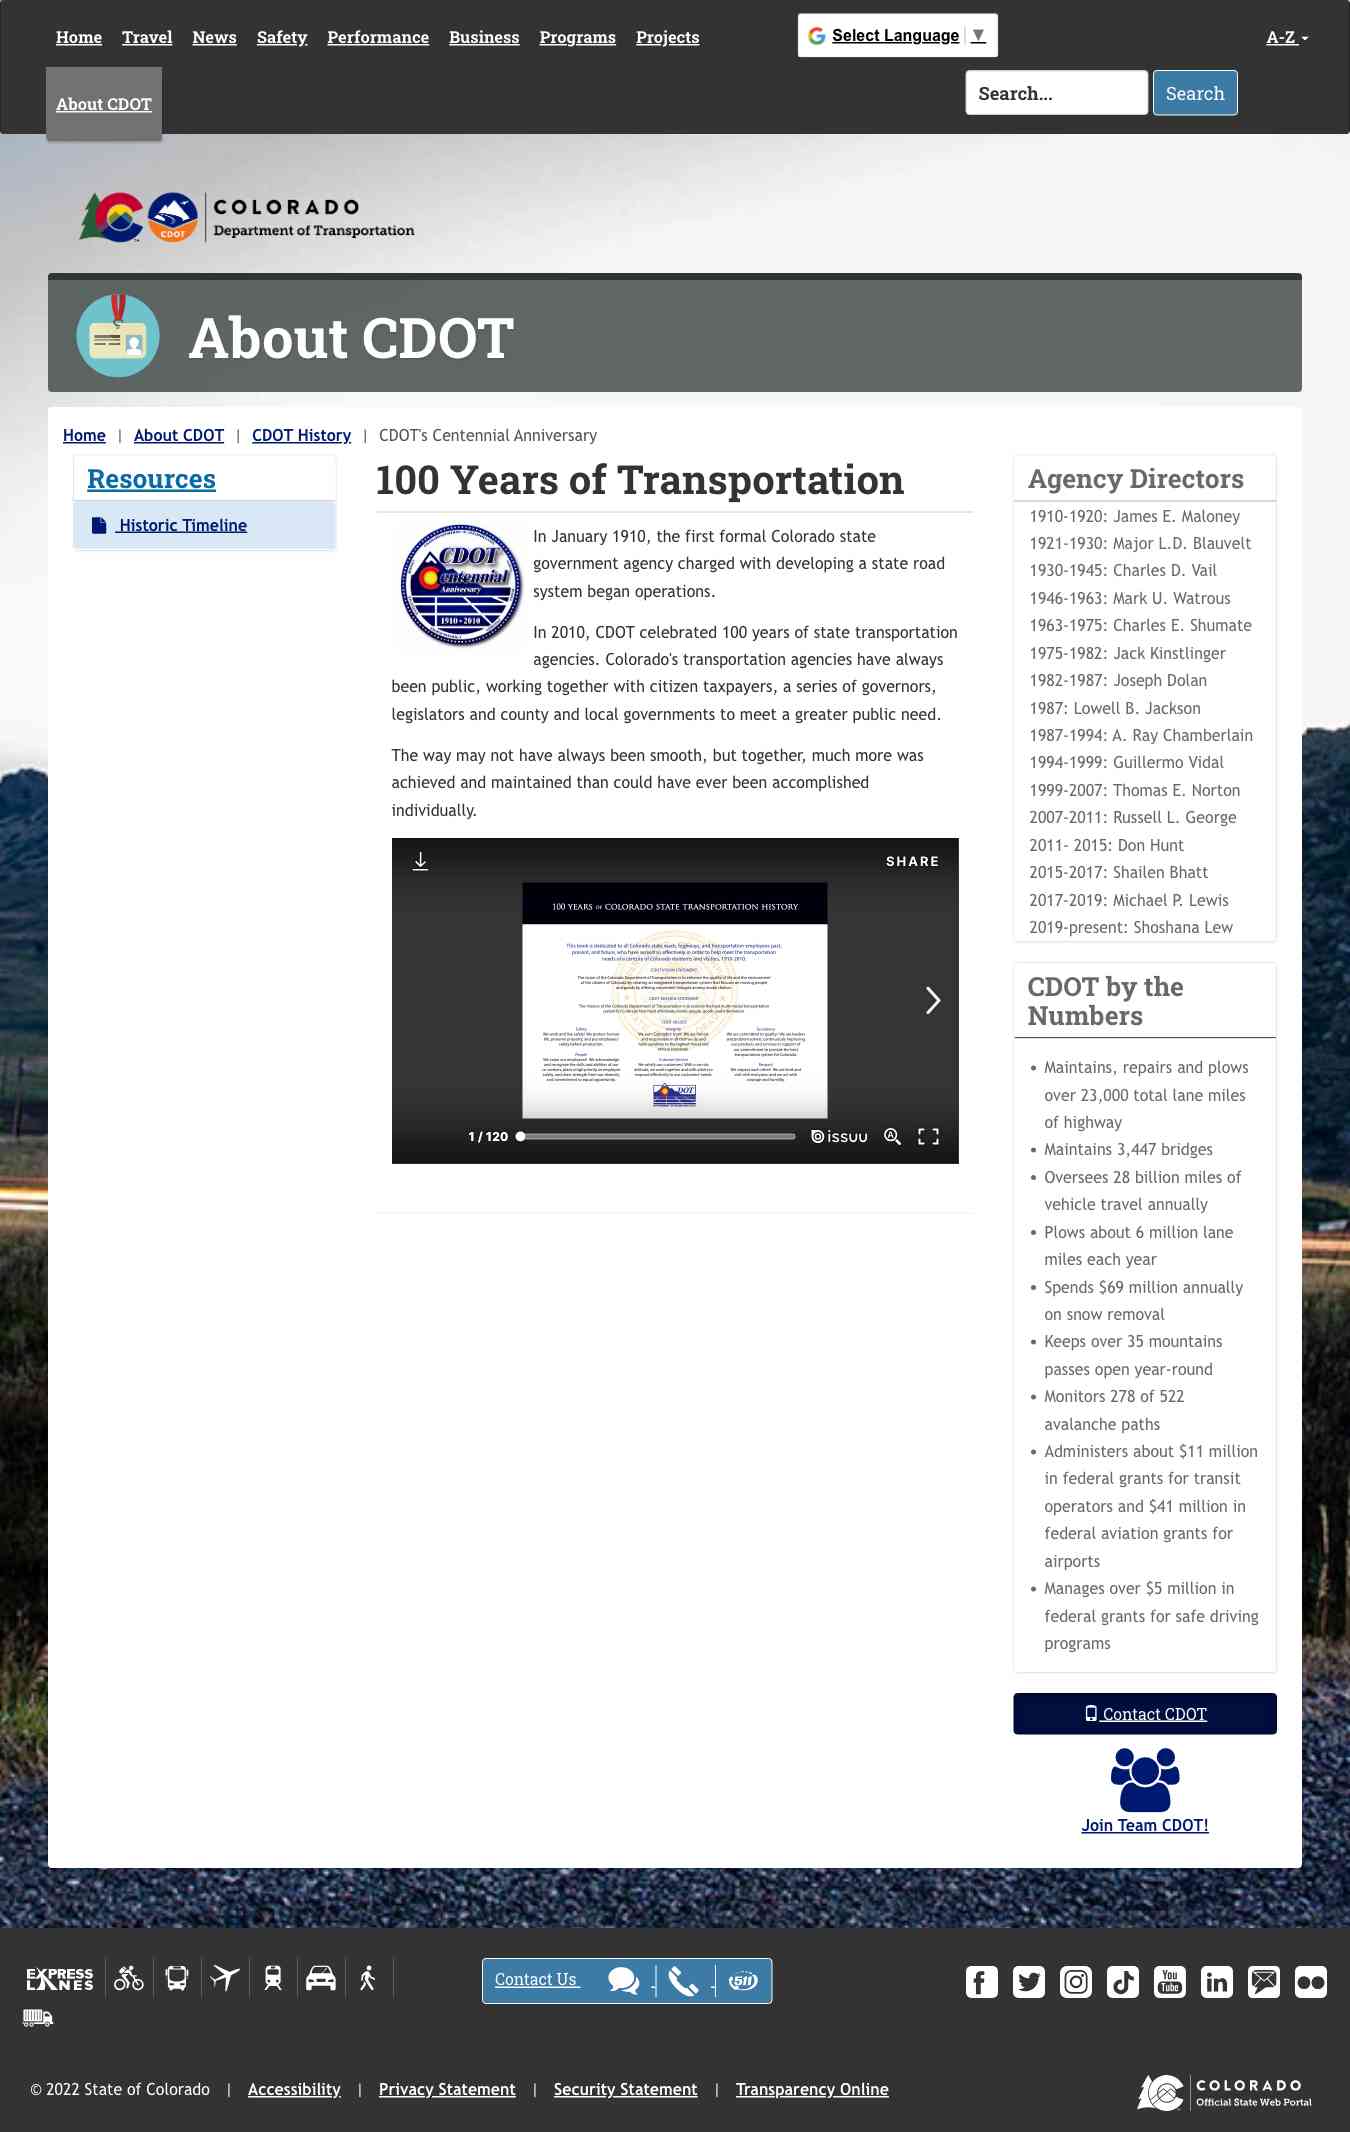 Home Travel News Safety Performance Business Programs Projects
Select Language ▼
A-Z
About CDOT
Search...
Search
COLORADO
Department of Transportation
CDOT
About CDOT
Home | About CDOT | CDOT History | CDOT's Centennial Anniversary
Resources
Historic Timeline
100 Years of Transportation
CDOT
Centennial
Anniversary
1910-2010
In January 1910, the first formal Colorado state
government agency charged with developing a state road
system began operations.
In 2010, CDOT celebrated 100 years of state transportation
agencies. Colorado's transportation agencies have always
been public, working together with citizen taxpayers, a series of governors,
legislators and county and local governments to meet a greater public need.
The way may not have always been smooth, but together, much more was
achieved and maintained than could have ever been accomplished
individually.
SHARE
100 YEARS OF COLORADO STATE TRANSPORTATION HISTORY
1 / 120
issuu
Agency Directors
1910-1920: James E. Maloney
1921-1930: Major L.D. Blauvelt
1930-1945: Charles D. Vail
1946-1963: Mark U. Watrous
1963-1975: Charles E. Shumate
1975-1982: Jack Kinstlinger
1982-1987: Joseph Dolan
1987: Lowell B. Jackson
1987-1994: A. Ray Chamberlain
1994-1999: Guillermo Vidal
1999-2007: Thomas E. Norton
2007-2011: Russell L. George
2011- 2015: Don Hunt
2015-2017: Shailen Bhatt
2017-2019: Michael P. Lewis
2019-present: Shoshana Lew
CDOT by the
Numbers
• Maintains, repairs and plows
over 23,000 total lane miles
of highway
• Maintains 3,447 bridges
• Oversees 28 billion miles of
vehicle travel annually
• Plows about 6 million lane
miles each year
• Spends $69 million annually
on snow removal
• Keeps over 35 mountains
passes open year-round
• Monitors 278 of 522
avalanche paths
• Administers about $11 million
in federal grants for transit
operators and $41 million in
federal aviation grants for
airports
• Manages over $5 million in
federal grants for safe driving
programs
Contact CDOT
Join Team CDOT!
EXPRESS
LANES
Contact Us
511
You
Tube
© 2022 State of Colorado | Accessibility | Privacy Statement | Security Statement | Transparency Online
COLORADO
Official State Web Portal